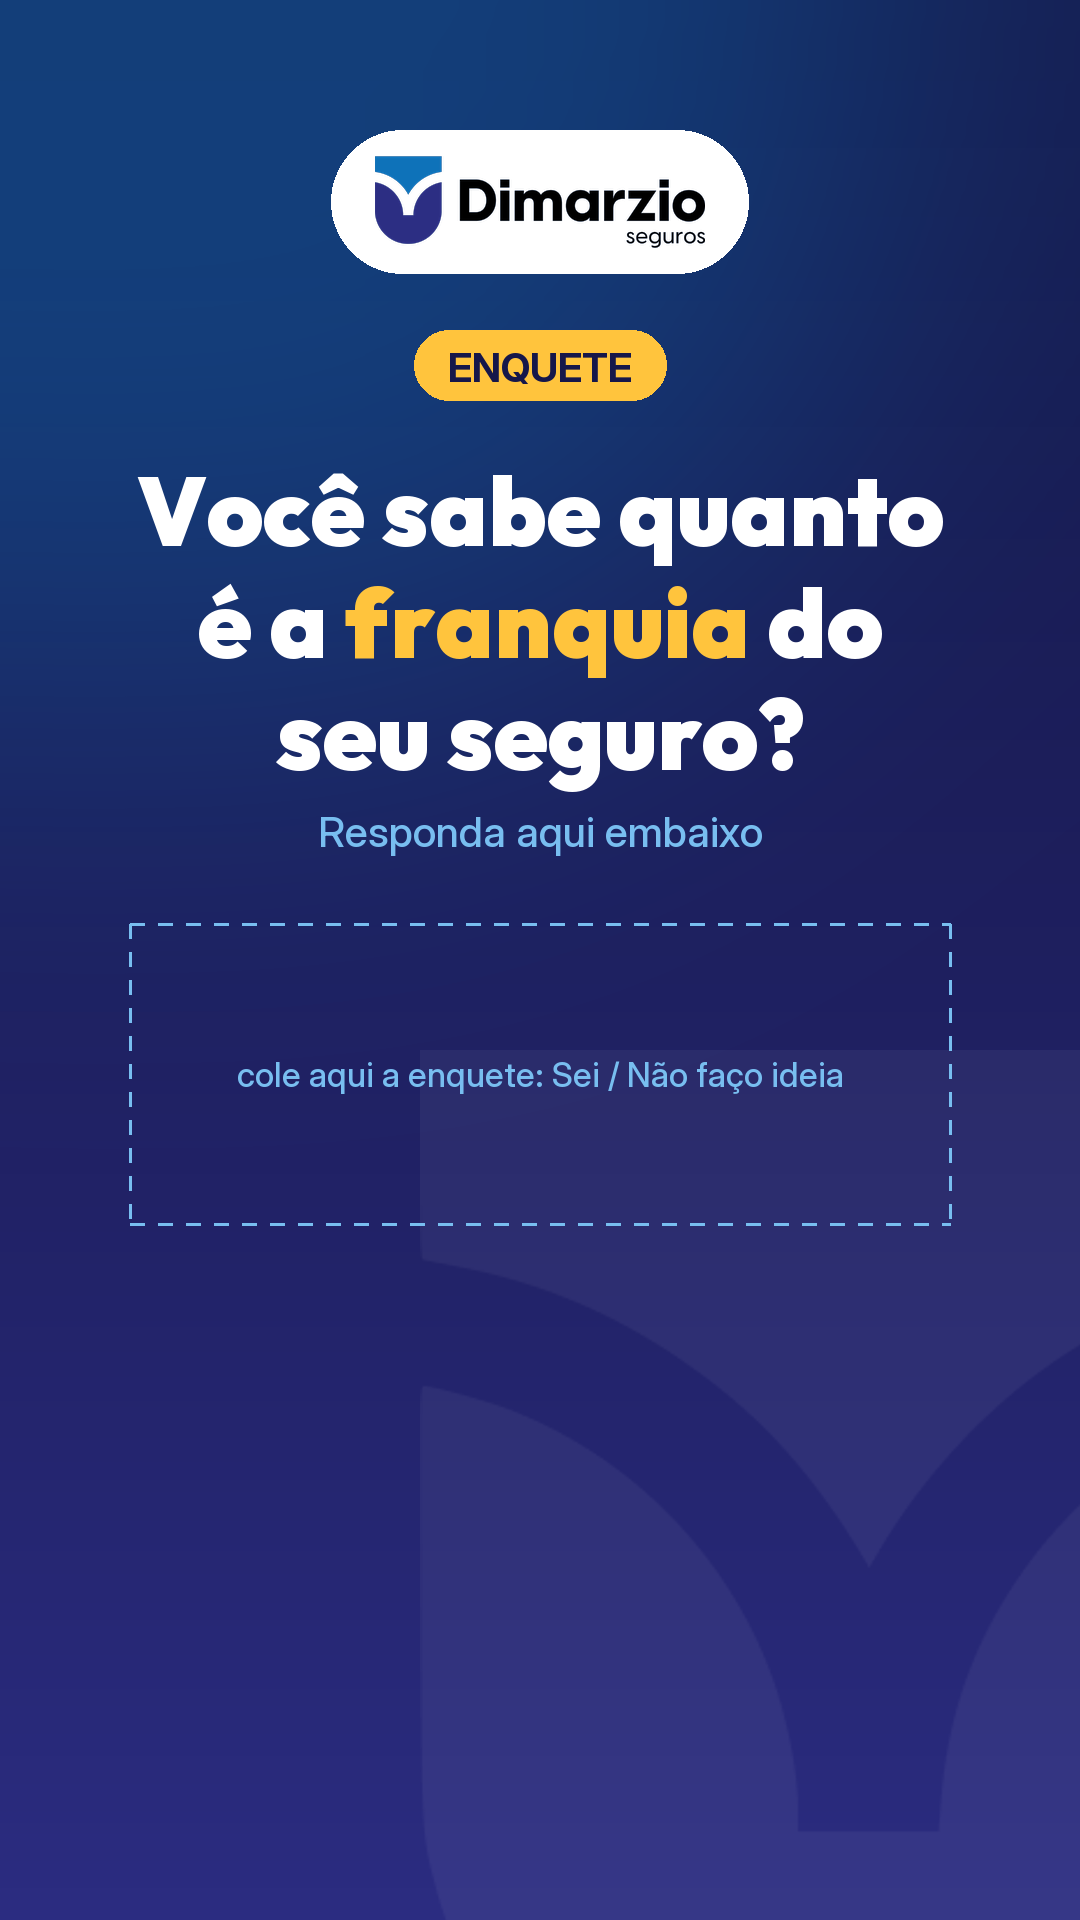 Dimarzio
seguros
ENQUETE
Você sabe quanto
é a franquia do
seu seguro?
Responda aqui embaixo
cole aqui a enquete: Sei / Não faço ideia